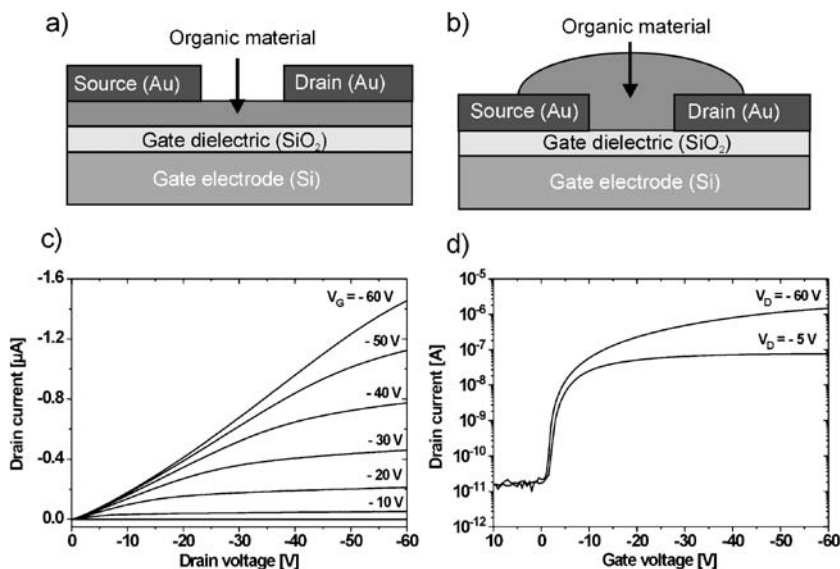 a)
Organic material
Source (Au)
Drain (Au)
Gate dielectric (SiO₂)
Gate electrode (Si)
b)
Organic material
Source (Au)
Drain (Au)
Gate dielectric (SiO₂)
Gate electrode (Si)
c)
-1.6
-1.2
-0.8
-0.4
0.0
Drain current [µA]
V_G = - 60 V
- 50 V
- 40 V
- 30 V
- 20 V
- 10 V
0 -10 -20 -30 -40 -50 -60
Drain voltage [V]
d)
10⁻⁵
10⁻⁶
10⁻⁷
10⁻⁸
10⁻⁹
10⁻¹⁰
10⁻¹¹
10⁻¹²
Drain current [A]
V_D = - 60 V
V_D = - 5 V
10 0 -10 -20 -30 -40 -50 -60
Gate voltage [V]